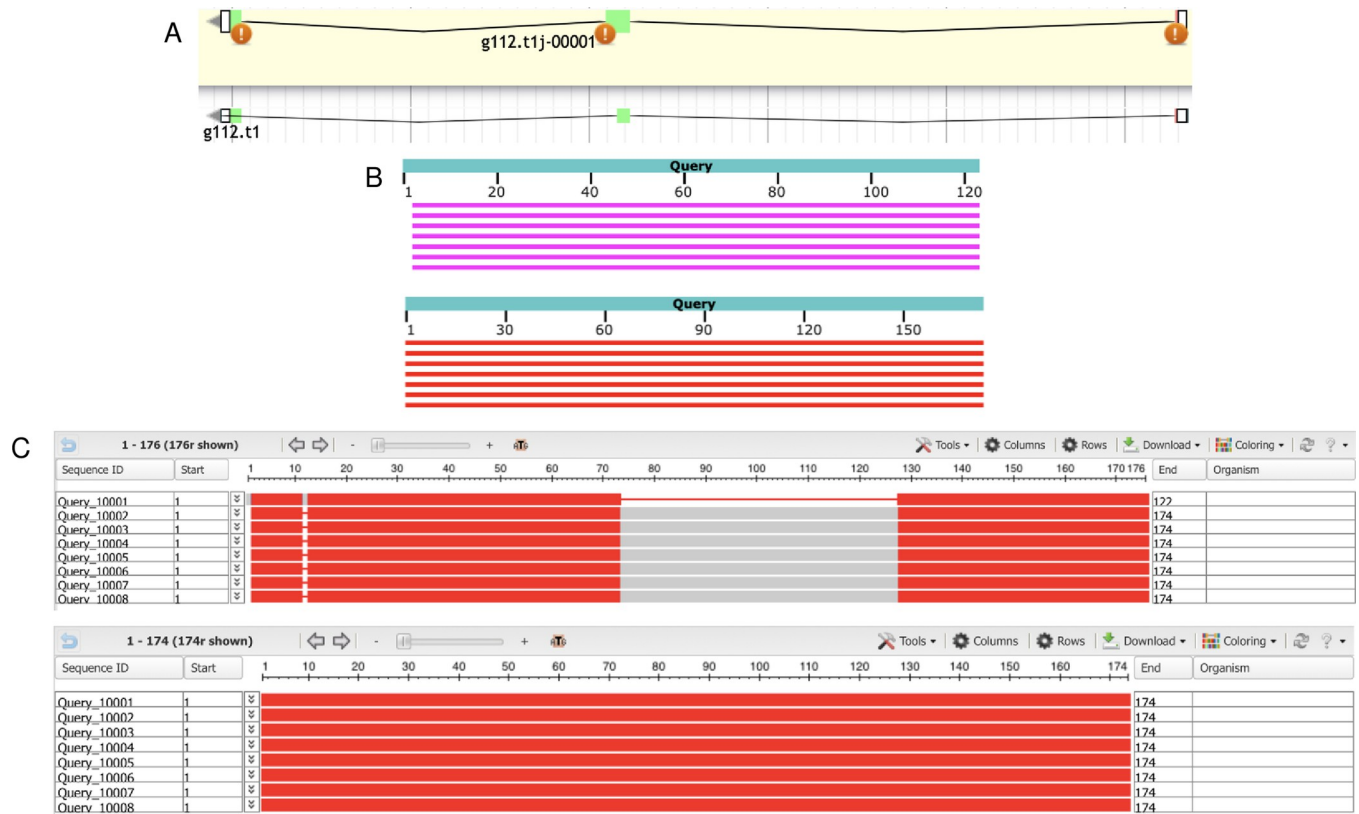 A
g112.t1j-00001
g112.t1
B
Query
1 20 40 60 80 100 120
Query
1 30 60 90 120 150
C
1 - 176 (176r shown) - + Tools Columns Rows Download Coloring ?
Sequence ID Start 1 10 20 30 40 50 60 70 80 90 100 110 120 130 140 150 160 170 176 End Organism
Query_10001 1 122
Query_10002 1 174
Query_10003 1 174
Query_10004 1 174
Query_10005 1 174
Query_10006 1 174
Query_10007 1 174
Query_10008 1 174
1 - 174 (174r shown) - + Tools Columns Rows Download Coloring ?
Sequence ID Start 1 10 20 30 40 50 60 70 80 90 100 110 120 130 140 150 160 174 End Organism
Query_10001 1 174
Query_10002 1 174
Query_10003 1 174
Query_10004 1 174
Query_10005 1 174
Query_10006 1 174
Query_10007 1 174
Query_10008 1 174